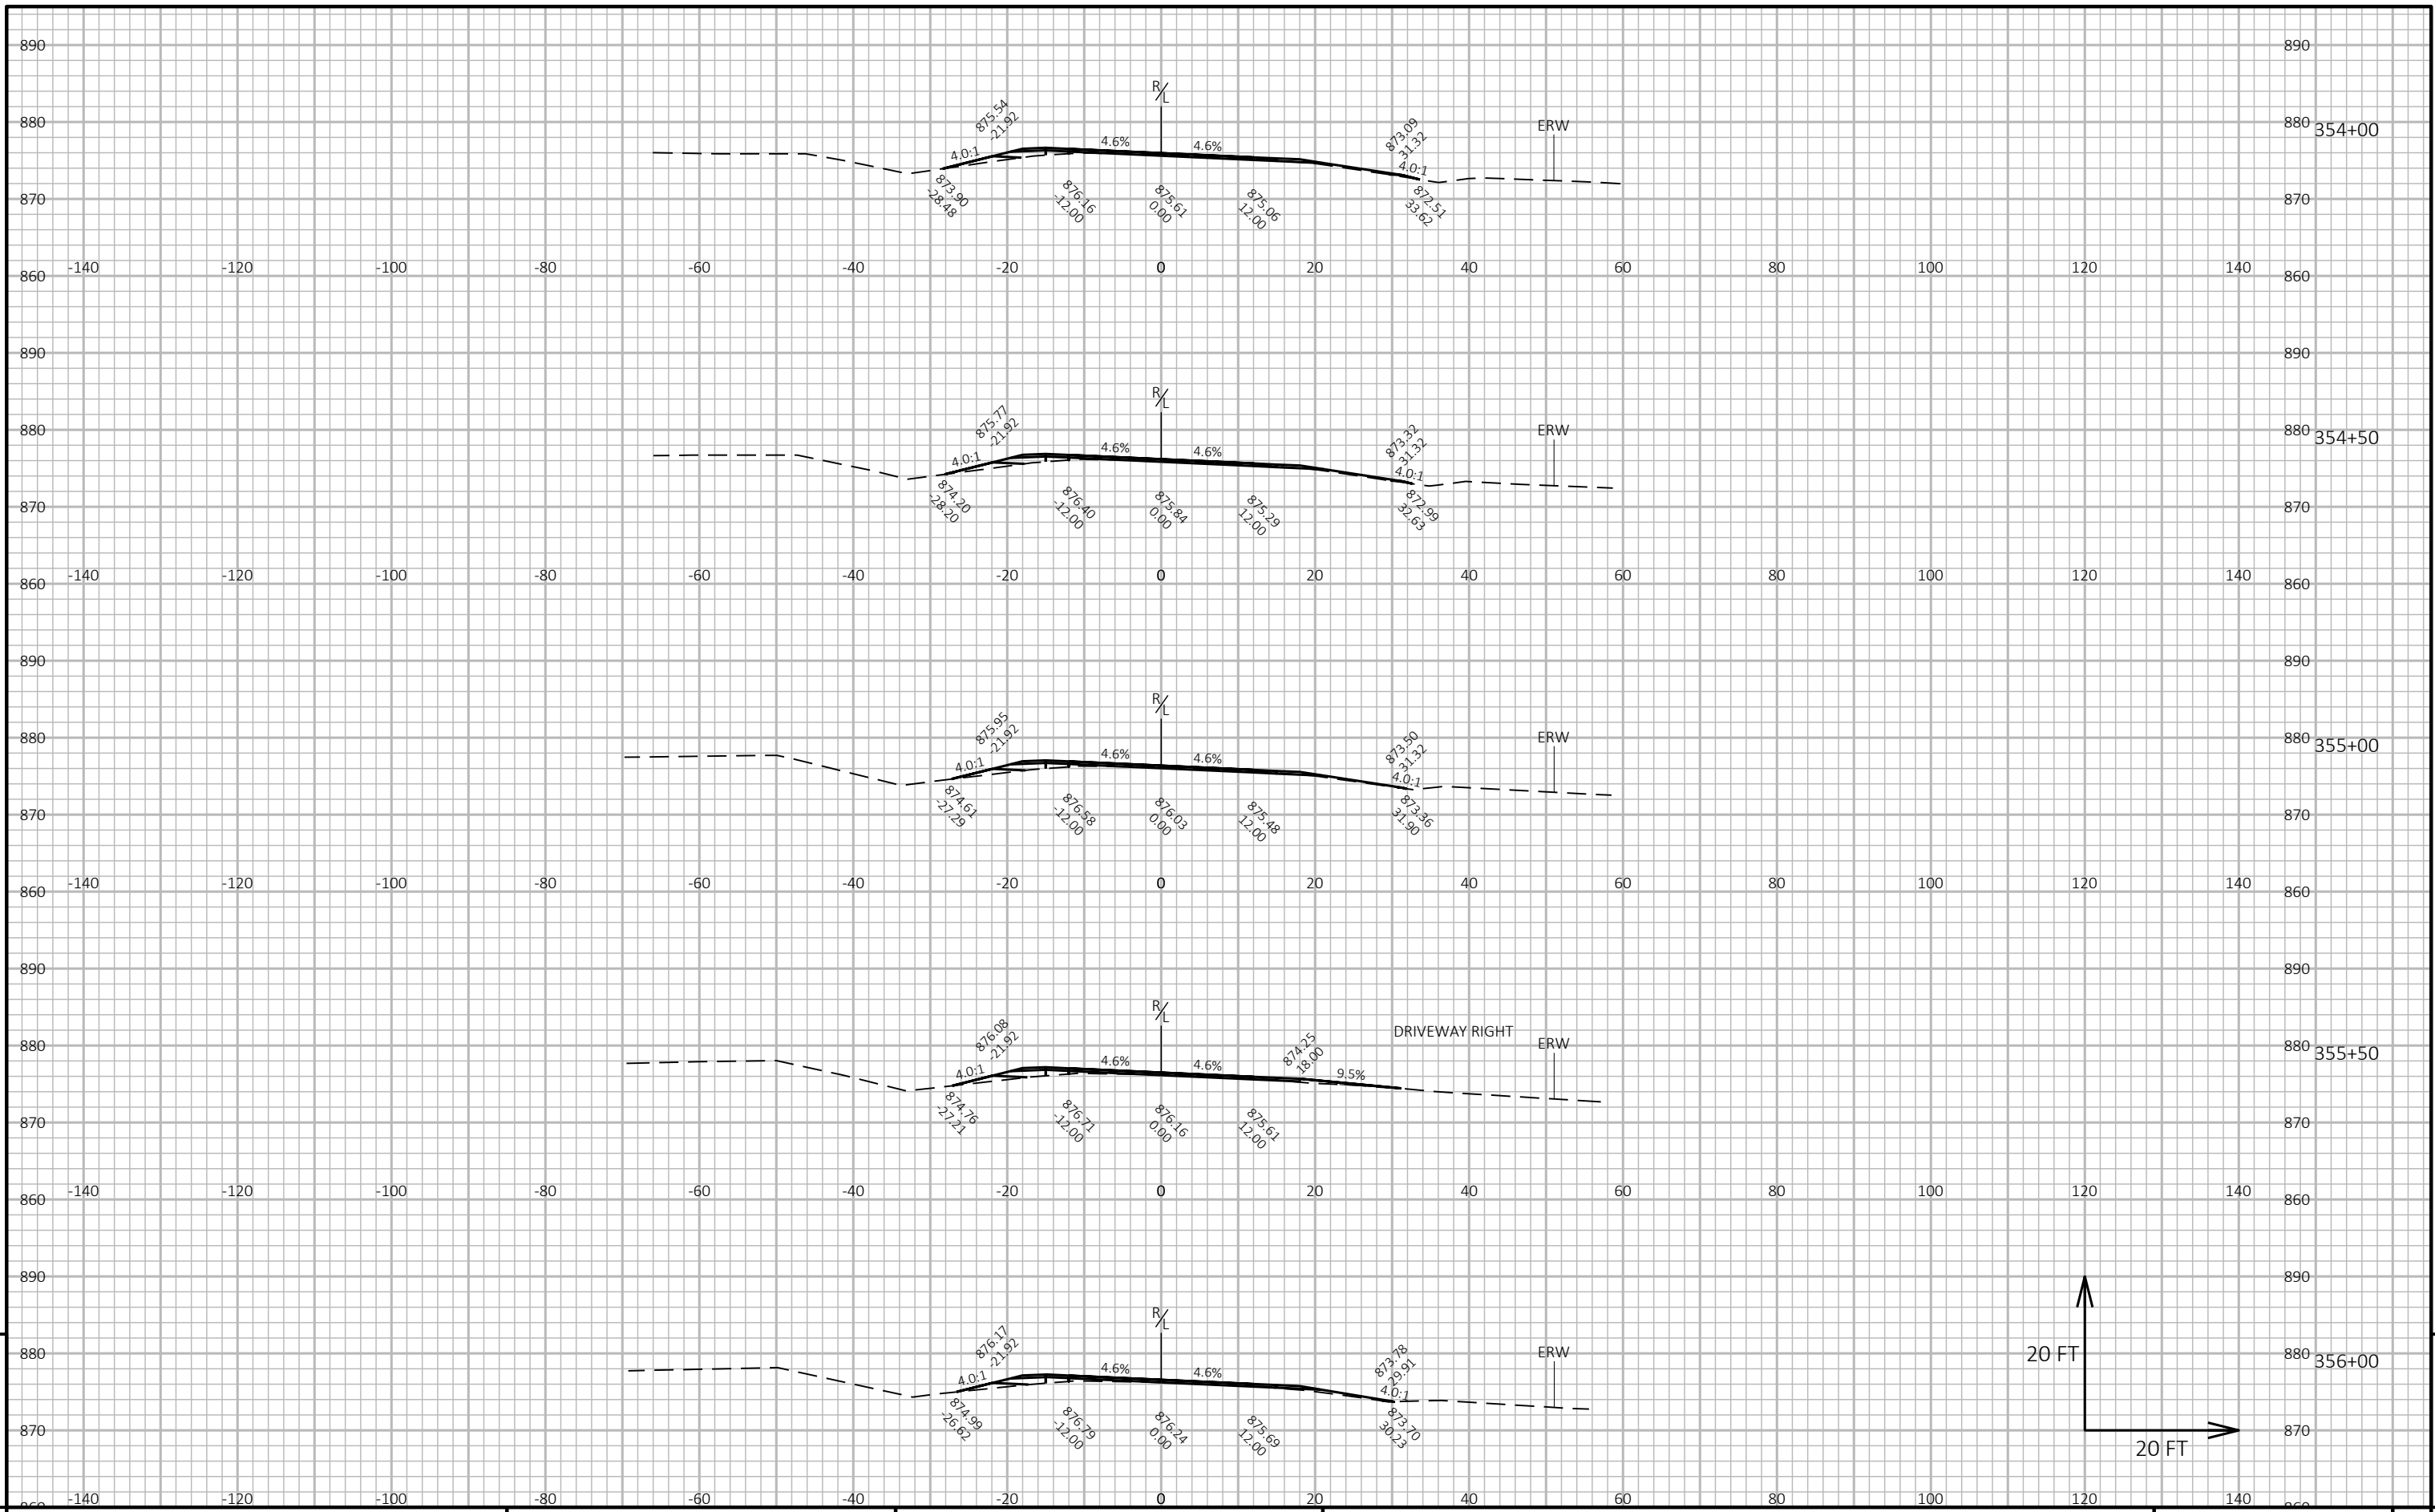 890 890
R/L
880 875.54 -21.92 873.09 31.32 ERW 880 354+00
4.0:1 4.6% 4.6% 4.0:1
870 873.90 -28.48 876.16 -12.00 875.61 0.00 875.06 12.00 872.51 33.62 870
860 -140 -120 -100 -80 -60 -40 -20 0 20 40 60 80 100 120 140 860
890 890
R/L
880 875.77 -21.92 873.32 31.32 ERW 880 354+50
4.0:1 4.6% 4.6% 4.0:1
870 874.20 -28.20 876.40 -12.00 875.84 0.00 875.29 12.00 872.99 32.63 870
860 -140 -120 -100 -80 -60 -40 -20 0 20 40 60 80 100 120 140 860
890 890
R/L
880 875.95 -21.92 873.50 31.32 ERW 880 355+00
4.0:1 4.6% 4.6% 4.0:1
870 874.61 -27.29 876.58 -12.00 876.03 0.00 875.48 12.00 873.36 31.90 870
860 -140 -120 -100 -80 -60 -40 -20 0 20 40 60 80 100 120 140 860
890 890
R/L
DRIVEWAY RIGHT
880 876.08 -21.92 874.25 18.00 ERW 880 355+50
4.0:1 4.6% 4.6% 9.5%
870 874.76 -27.21 876.71 -12.00 876.16 0.00 875.61 12.00 870
860 -140 -120 -100 -80 -60 -40 -20 0 20 40 60 80 100 120 140 860
890 890
R/L
880 876.17 -21.92 873.78 29.91 ERW 20 FT 880 356+00
4.0:1 4.6% 4.6% 4.0:1
870 874.99 -26.62 876.79 -12.00 876.24 0.00 875.69 12.00 873.70 30.23 870
20 FT
860 -140 -120 -100 -80 -60 -40 -20 0 20 40 60 80 100 120 140 860